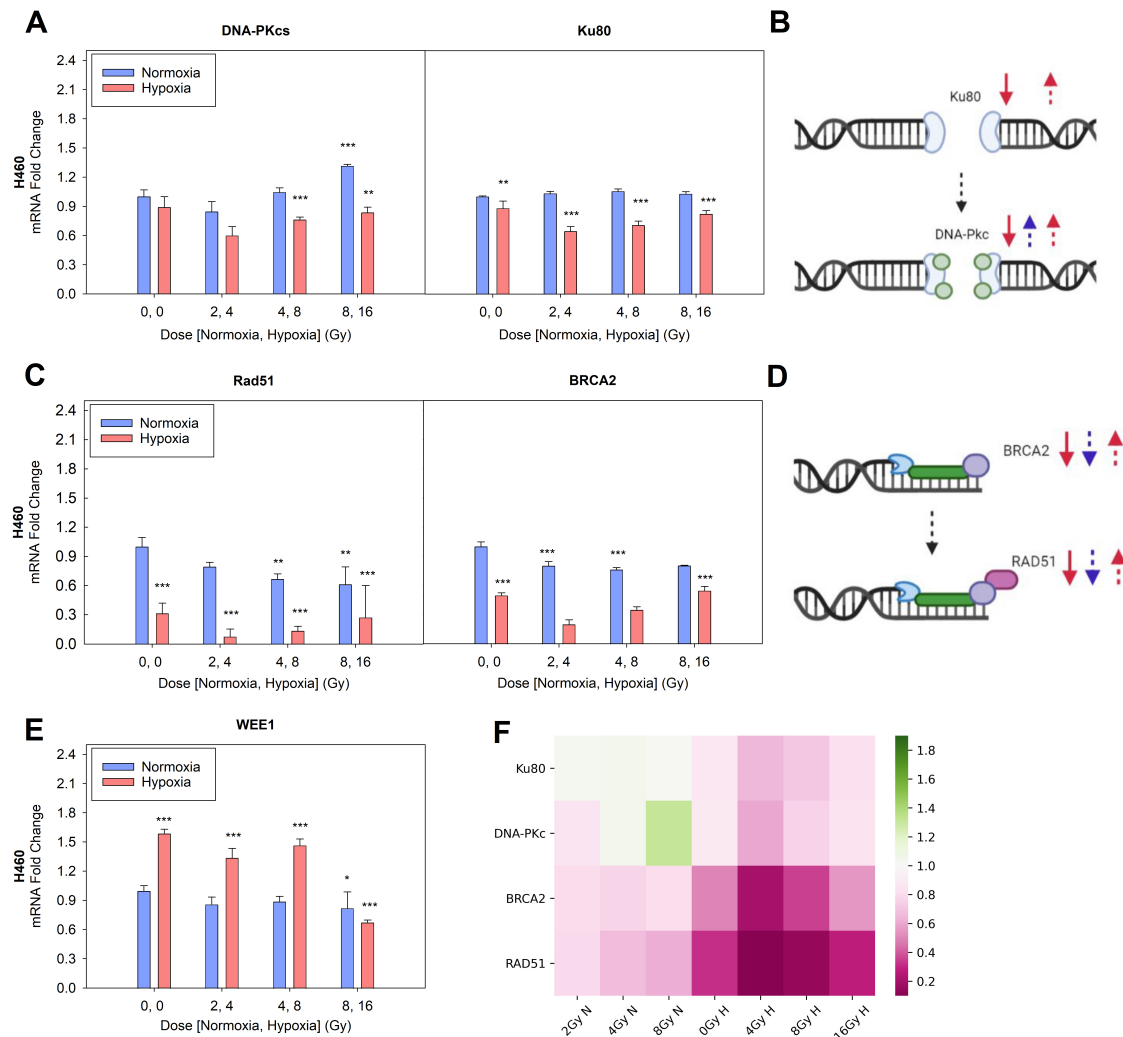 A
DNA-PKcs
Ku80
2.4
2.1
1.8
1.5
1.2
0.9
0.6
0.3
0.0
H460
mRNA Fold Change
Normoxia
Hypoxia
***
***
**
**
***
***
***
0, 0
2, 4
4, 8
8, 16
0, 0
2, 4
4, 8
8, 16
Dose [Normoxia, Hypoxia] (Gy)
Dose [Normoxia, Hypoxia] (Gy)
B
Ku80
DNA-Pkc
C
Rad51
BRCA2
2.4
2.1
1.8
1.5
1.2
0.9
0.6
0.3
0.0
H460
mRNA Fold Change
Normoxia
Hypoxia
***
***
**
***
**
***
***
***
***
***
0, 0
2, 4
4, 8
8, 16
0, 0
2, 4
4, 8
8, 16
Dose [Normoxia, Hypoxia] (Gy)
Dose [Normoxia, Hypoxia] (Gy)
D
BRCA2
RAD51
E
WEE1
2.4
2.1
1.8
1.5
1.2
0.9
0.6
0.3
0.0
H460
mRNA Fold Change
Normoxia
Hypoxia
***
***
***
*
***
0, 0
2, 4
4, 8
8, 16
Dose [Normoxia, Hypoxia] (Gy)
F
Ku80
DNA-PKc
BRCA2
RAD51
2Gy N
4Gy N
8Gy N
0Gy H
4Gy H
8Gy H
16Gy H
1.8
1.6
1.4
1.2
1.0
0.8
0.6
0.4
0.2